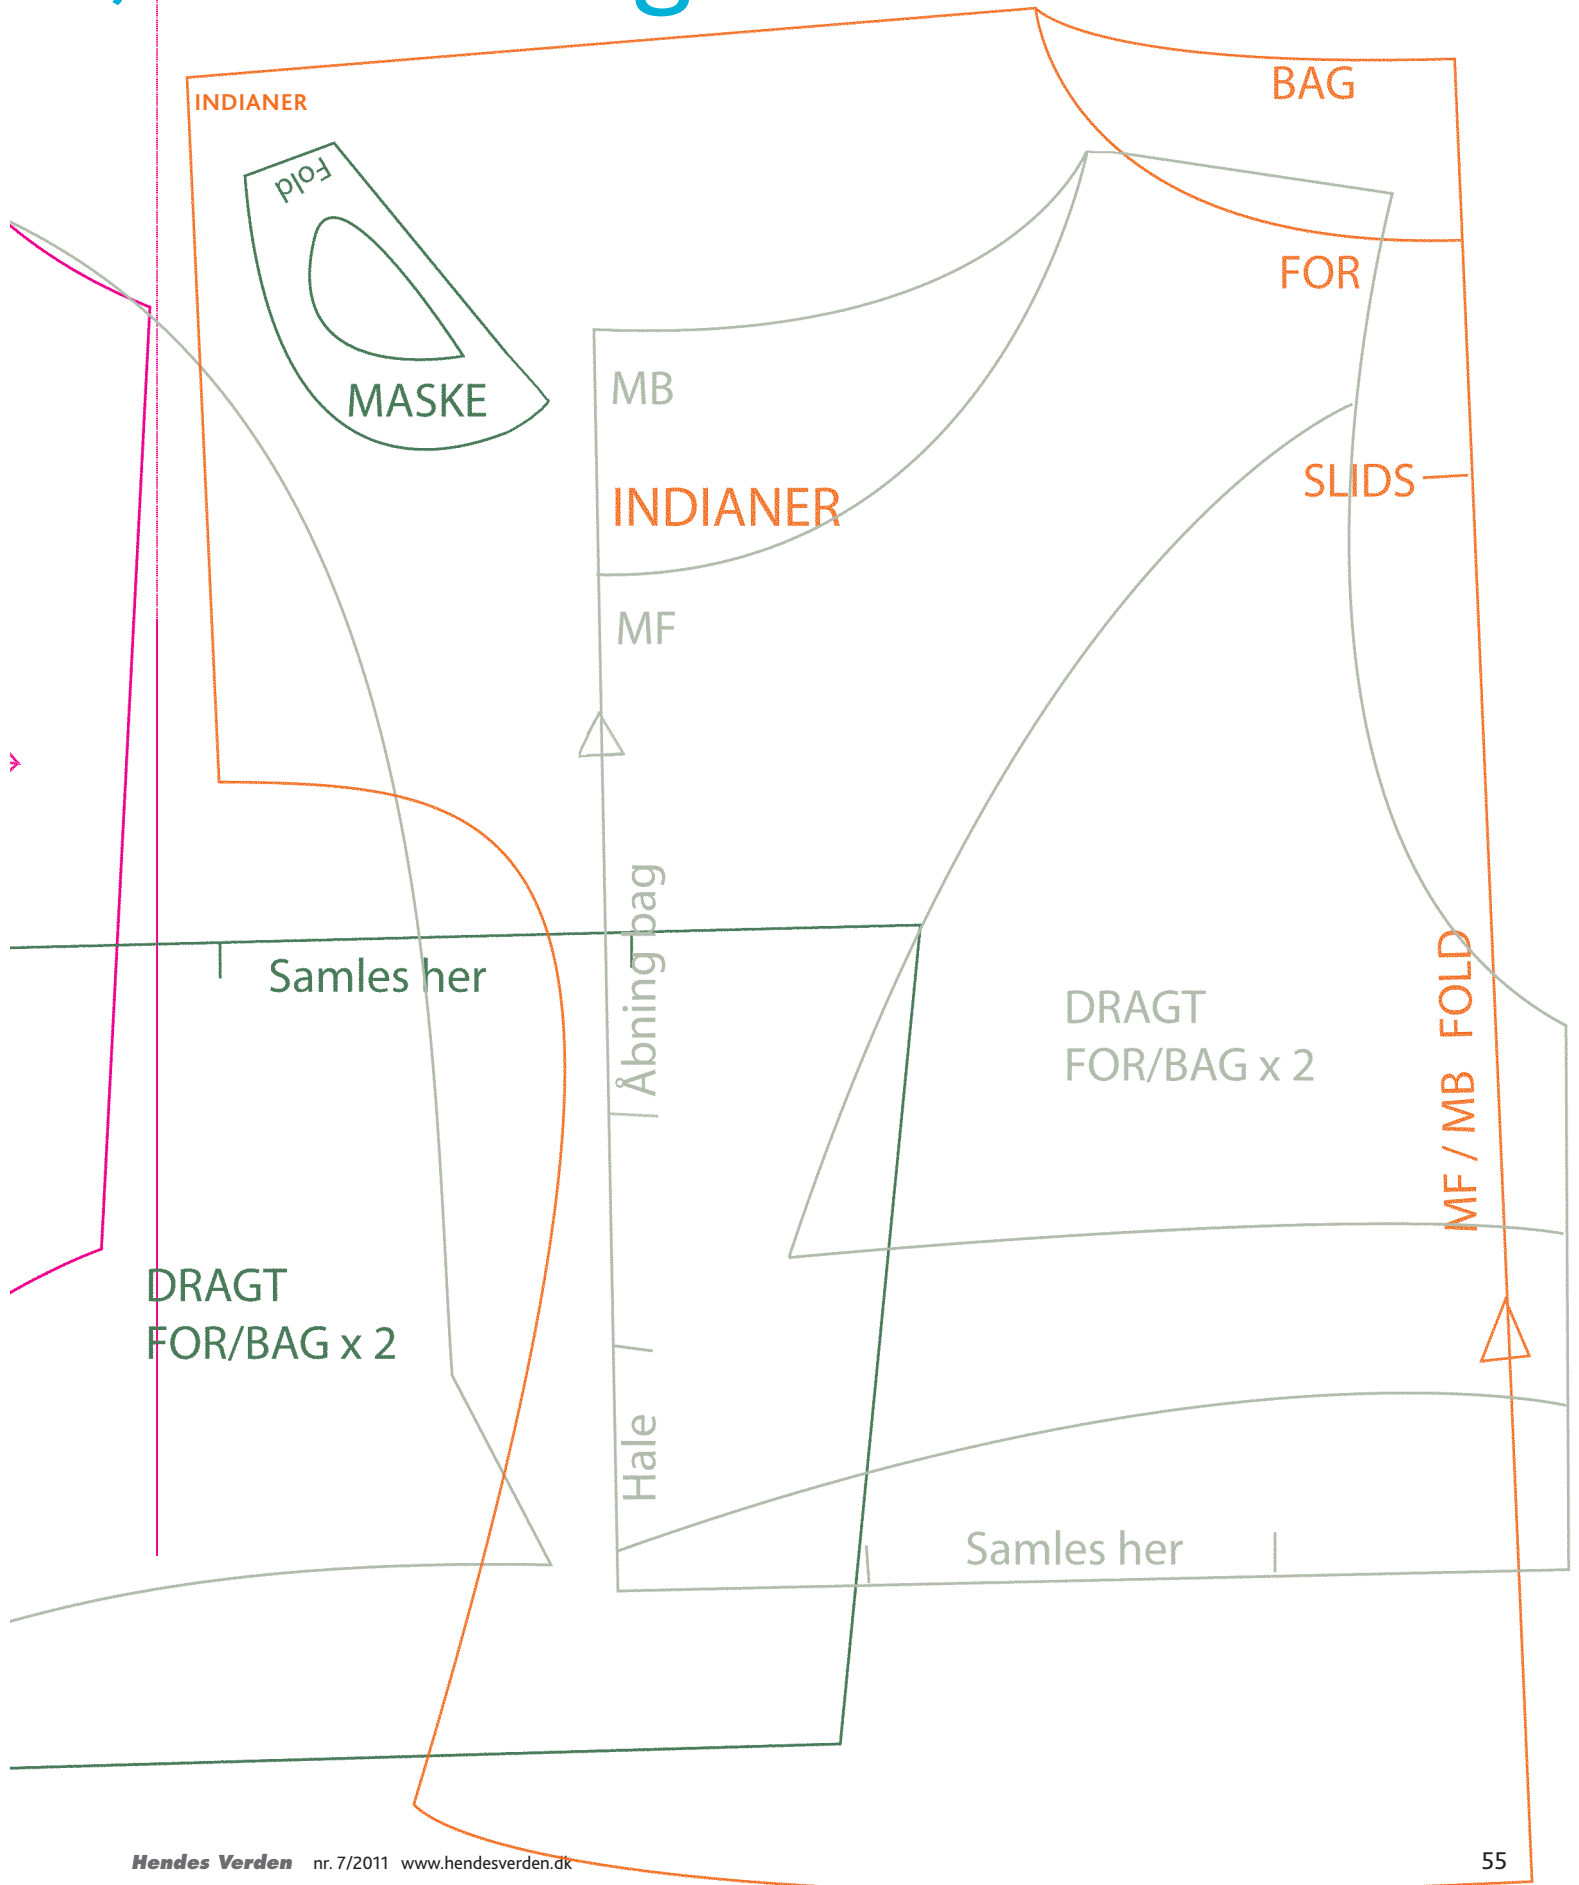 BAG
INDIANER
Fold
FOR
MASKE
MB
SLIDS
INDIANER
MF
Åbning bag
Samles her
DRAGT
FOR/BAG x 2
MF / MB FOLD
DRAGT
FOR/BAG x 2
Hale
Samles her
Hendes Verden nr. 7/2011 www.hendesverden.dk
55